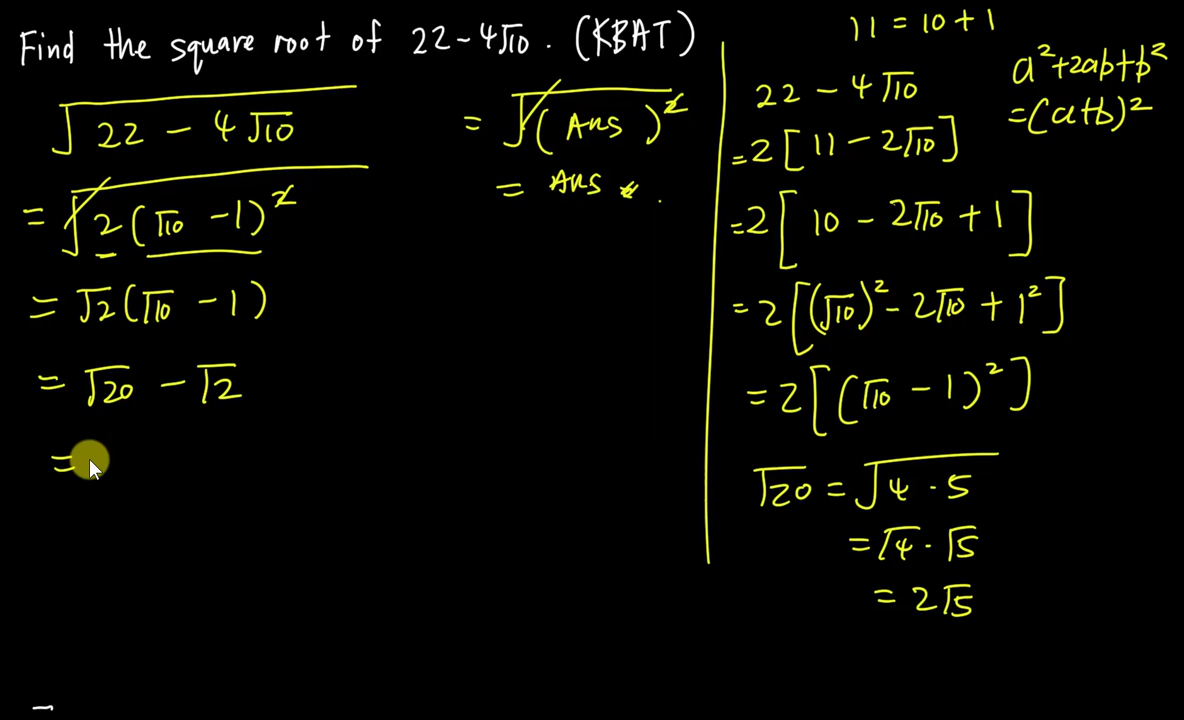 Find the square root of 22 - 4√10 . (KBAT)
√(22 - 4√10) = √(Ans)²
= Ans
= √(2(√10 - 1)²)
= √2(√10 - 1)
= √20 - √2
=
11 = 10 + 1
a² + 2ab + b²
= (a+b)²
22 - 4√10
= 2[11 - 2√10]
= 2[10 - 2√10 + 1]
= 2[(√10)² - 2√10 + 1²]
= 2[(√10 - 1)²]
√20 = √(4 · 5)
= √4 · √5
= 2√5